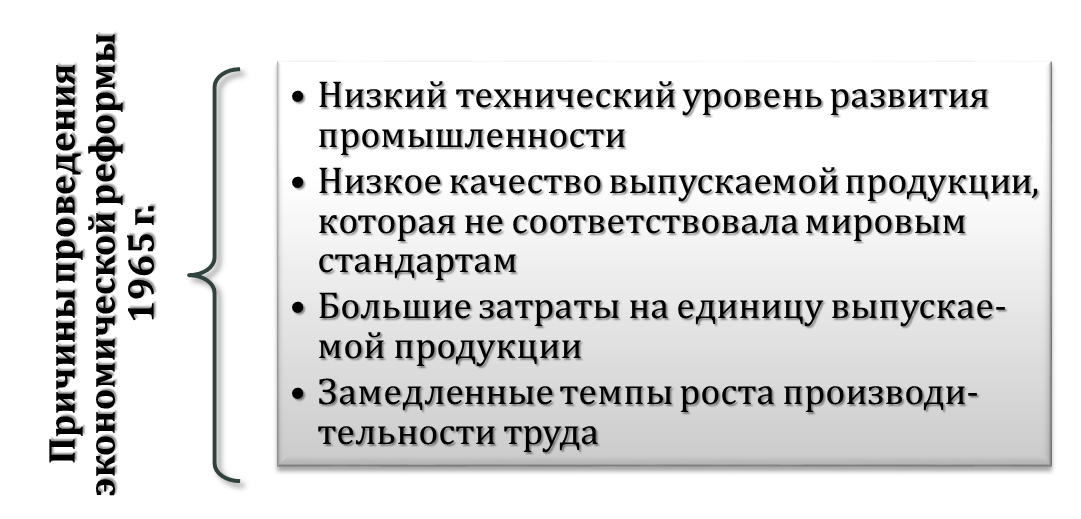 Причины проведения
экономической реформы
1965 г.
• Низкий технический уровень развития
промышленности
• Низкое качество выпускаемой продукции,
которая не соответствовала мировым
стандартам
• Большие затраты на единицу выпускае-
мой продукции
• Замедленные темпы роста производи-
тельности труда